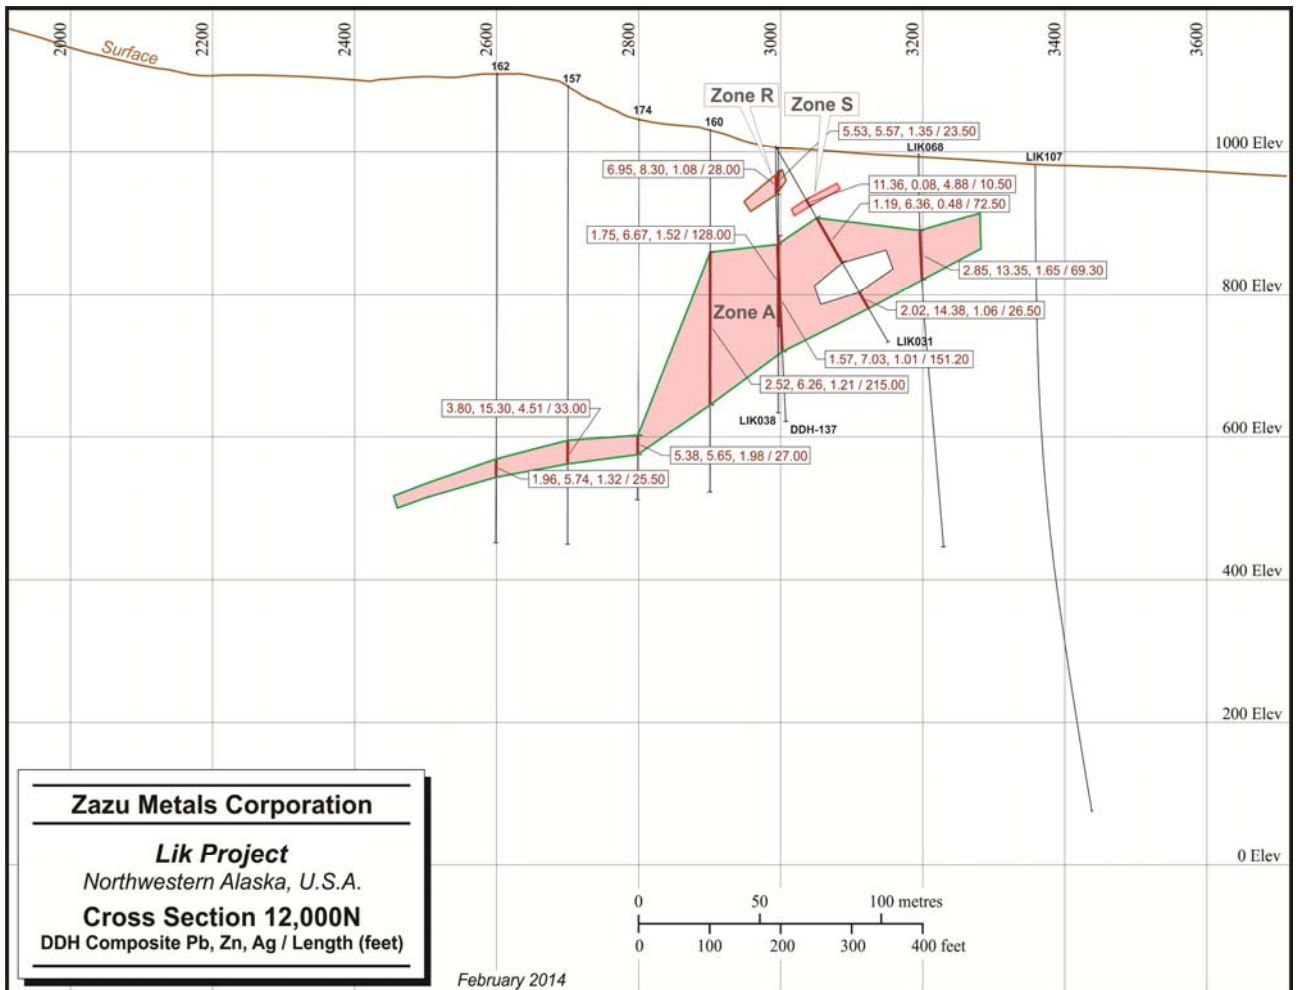 2000
2200
2400
2600
2800
3000
3200
3400
3600
Surface
162
157
174
160
Zone R
Zone S
5.53, 5.57, 1.35 / 23.50
1000 Elev
LIK068
LIK107
6.95, 8.30, 1.08 / 28.00
11.36, 0.08, 4.88 / 10.50
1.19, 6.36, 0.48 / 72.50
1.75, 6.67, 1.52 / 128.00
2.85, 13.35, 1.65 / 69.30
800 Elev
Zone A
2.02, 14.38, 1.06 / 26.50
LIK031
1.57, 7.03, 1.01 / 151.20
2.52, 6.26, 1.21 / 215.00
3.80, 15.30, 4.51 / 33.00
LIK038
DDH-137
600 Elev
5.38, 5.65, 1.98 / 27.00
1.96, 5.74, 1.32 / 25.50
400 Elev
200 Elev
0 Elev
Zazu Metals Corporation
Lik Project
Northwestern Alaska, U.S.A.
Cross Section 12,000N
DDH Composite Pb, Zn, Ag / Length (feet)
0 50 100 metres
0 100 200 300 400 feet
February 2014